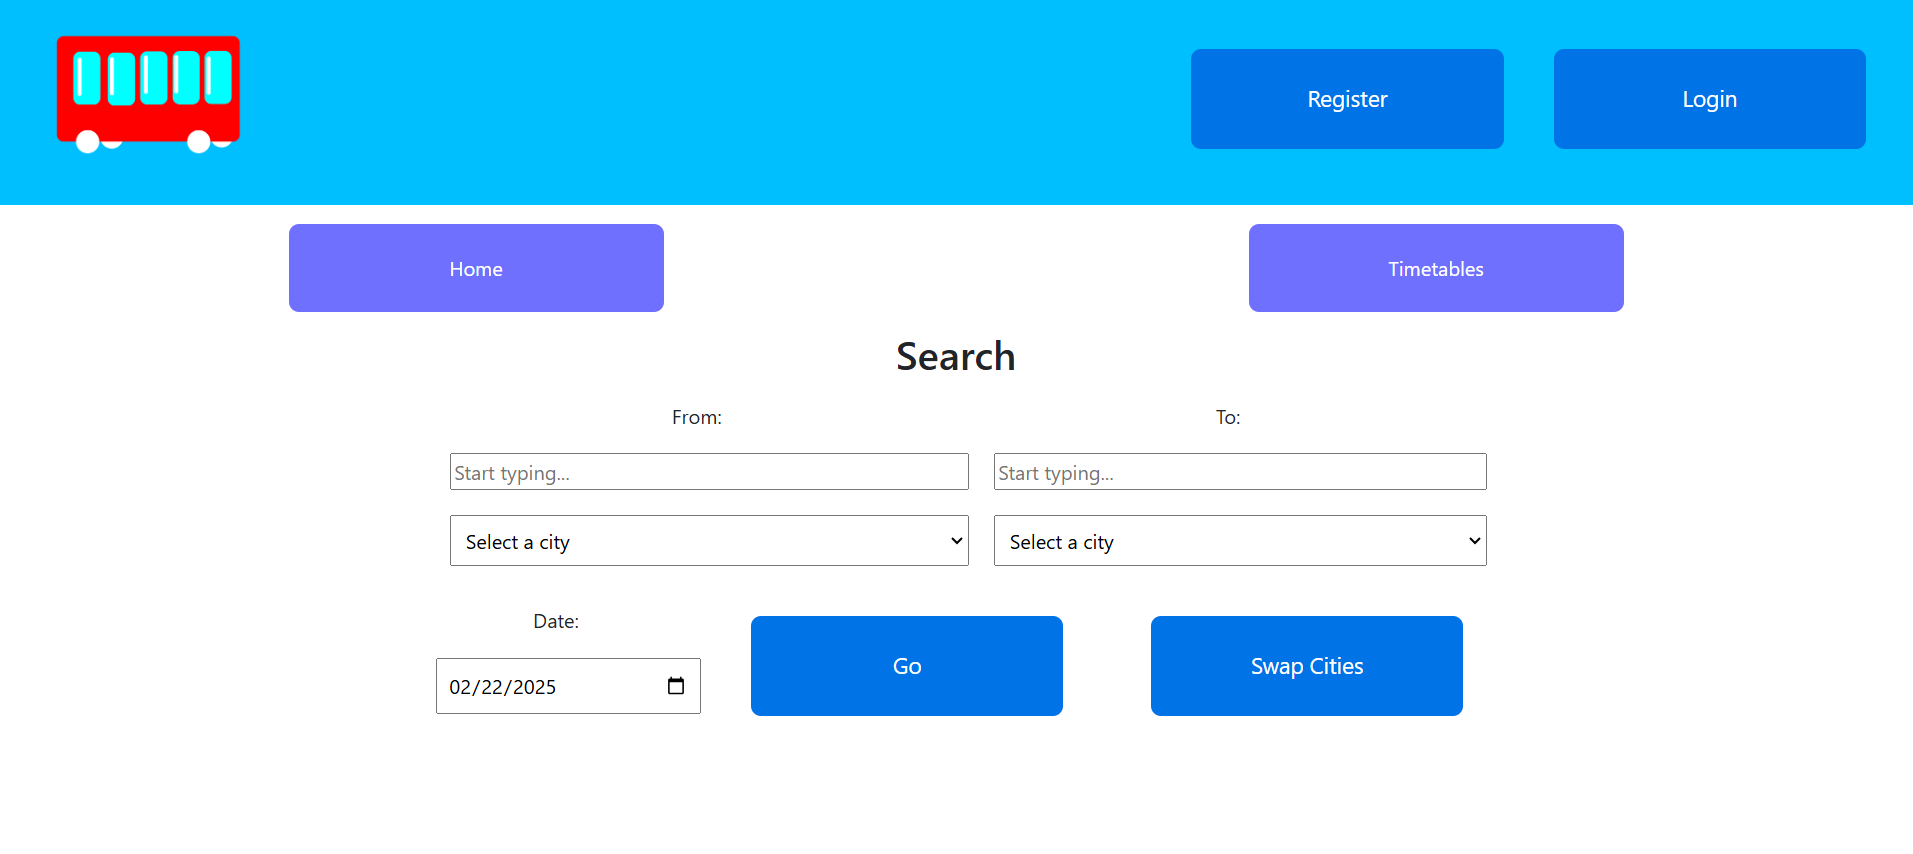 Register
Login
Home
Timetables
Search
From:
To:
Start typing...
Start typing...
Select a city
Select a city
Date:
02/22/2025
Go
Swap Cities